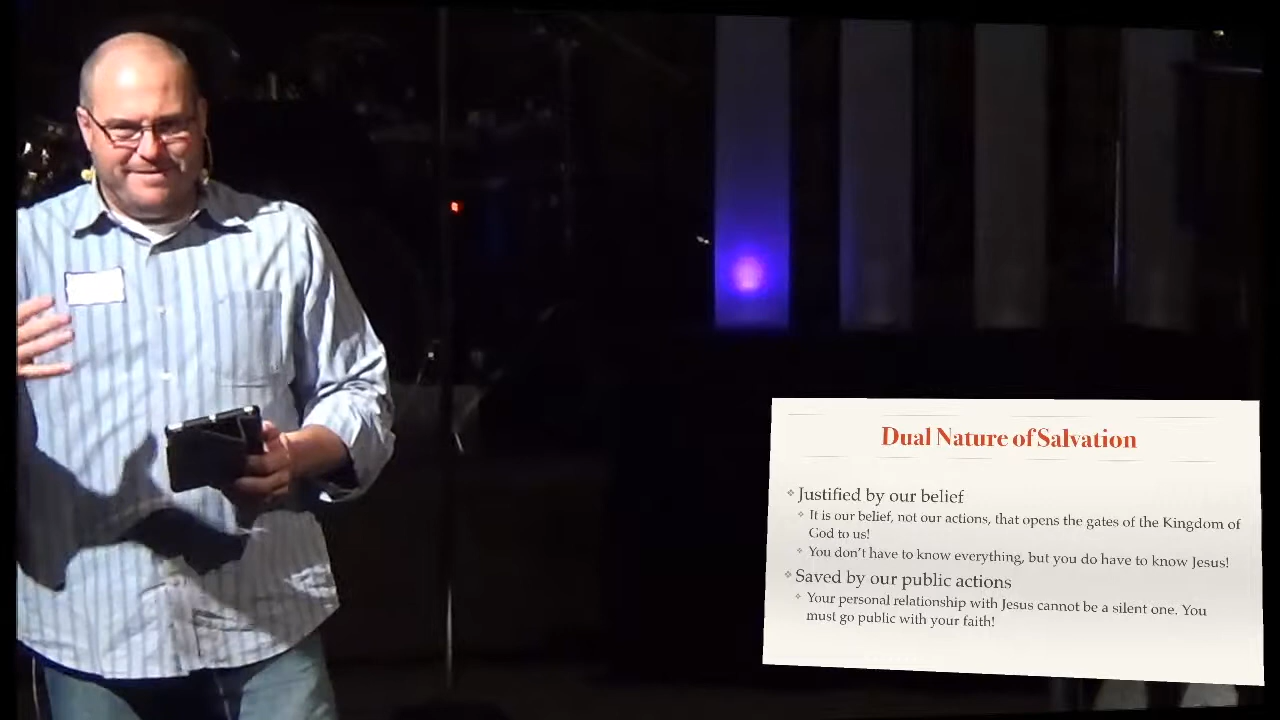 Dual Nature of Salvation
Justified by our belief
It is our belief, not our actions, that opens the gates of the Kingdom of
God to us!
You don't have to know everything, but you do have to know Jesus!
Saved by our public actions
Your personal relationship with Jesus cannot be a silent one. You
must go public with your faith!